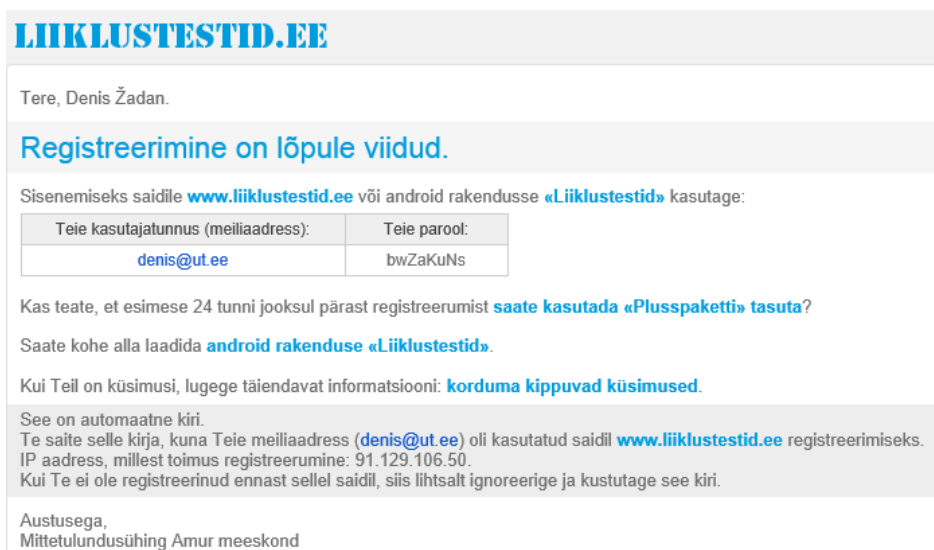 LIIKLUSTESTID.EE
Tere, Denis Žadan.
Registreerimine on lõpule viidud.
Sisenemiseks saidile www.liiklustestid.ee või android rakendusse «Liiklustestid» kasutage:
Teie kasutajatunnus (meiliaadress): Teie parool:
denis@ut.ee bwZaKuNs
Kas teate, et esimese 24 tunni jooksul pärast registreerumist saate kasutada «Plusspaketti» tasuta?
Saate kohe alla laadida android rakenduse «Liiklustestid».
Kui Teil on küsimusi, lugege täiendavat informatsiooni: korduma kippuvad küsimused.
See on automaatne kiri.
Te saite selle kirja, kuna Teie meiliaadress (denis@ut.ee) oli kasutatud saidil www.liiklustestid.ee registreerimiseks.
IP aadress, millest toimus registreerumine: 91.129.106.50.
Kui Te ei ole registreerinud ennast sellel saidil, siis lihtsalt ignoreerige ja kustutage see kiri.
Austusega,
Mittetulundusühing Amur meeskond